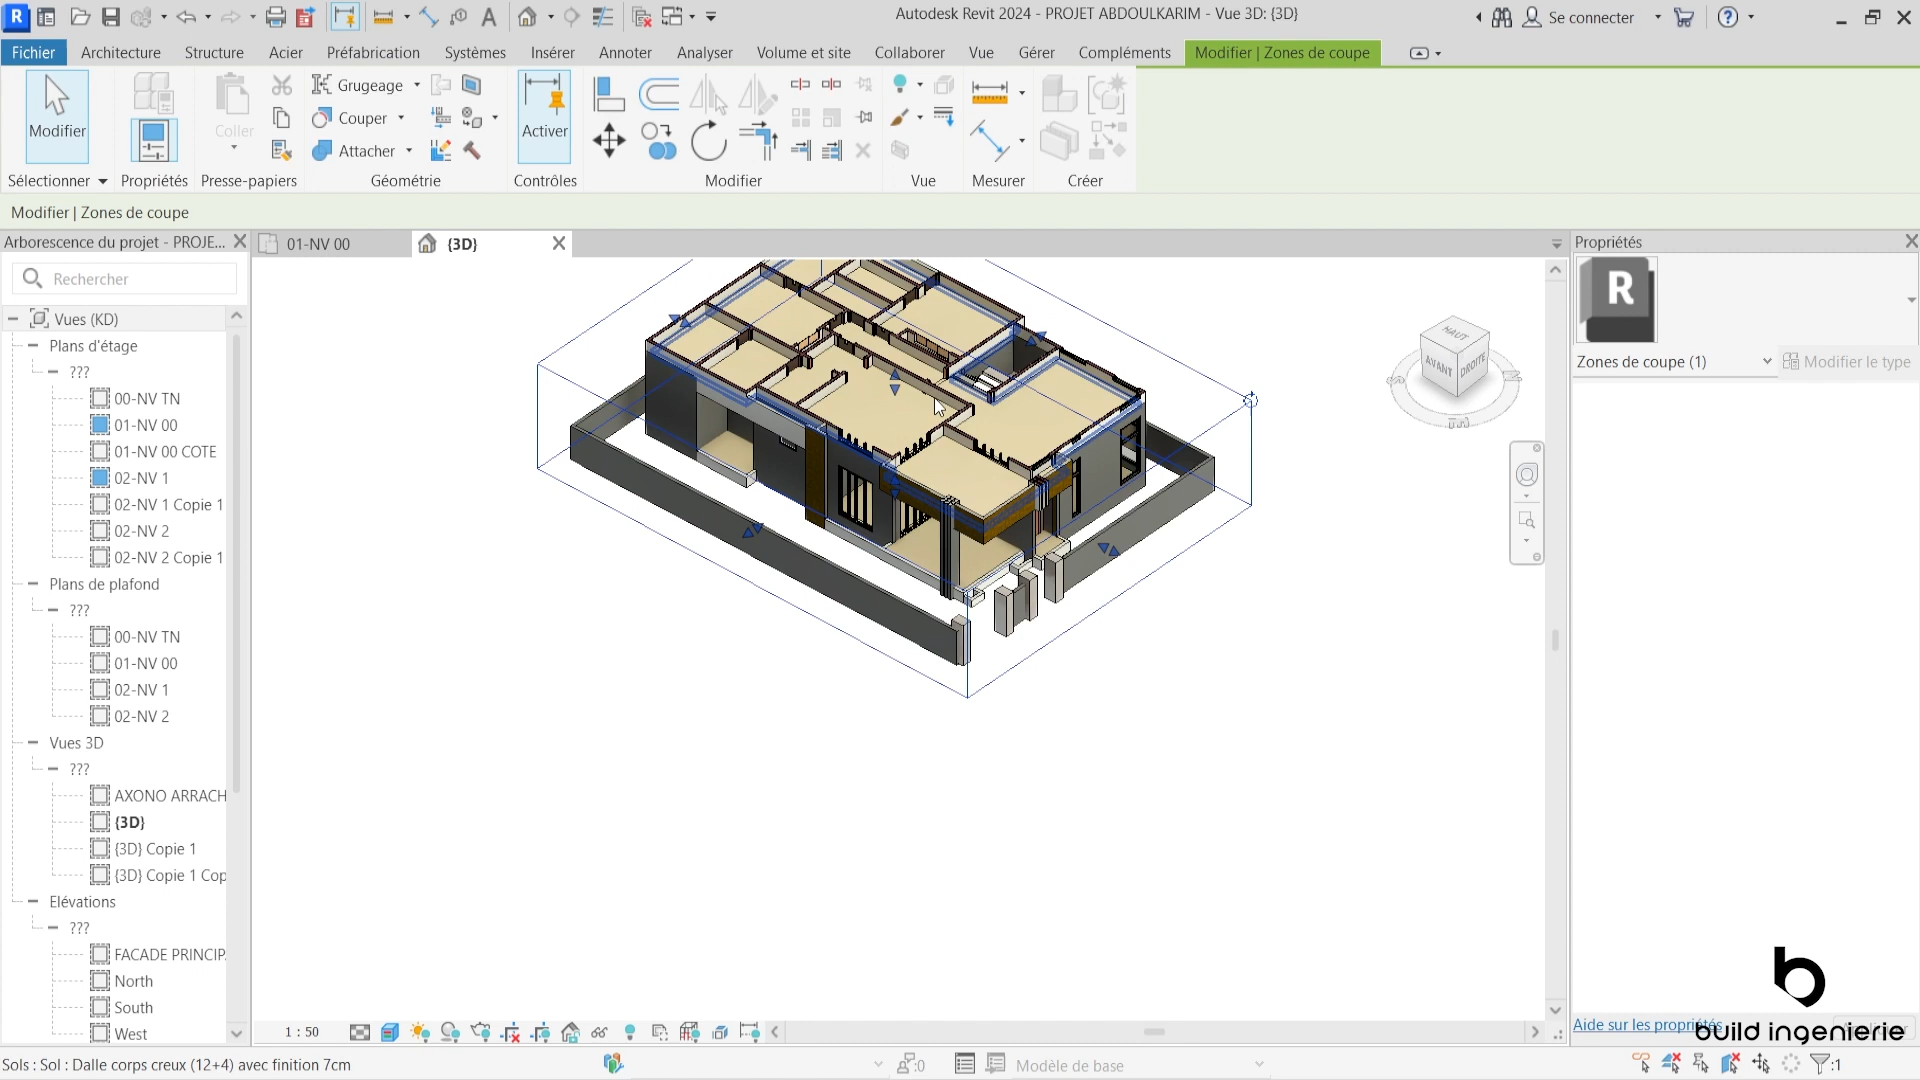 Autodesk Revit 2024 - PROJET ABDOULKARIM - Vue 3D: {3D}
Se connecter
Fichier Architecture Structure Acier Préfabrication Systèmes Insérer Annoter Analyser Volume et site Collaborer Vue Gérer Compléments Modifier | Zones de coupe
Modifier
Coller
Grugeage
Couper
Attacher
Activer
Sélectionner Propriétés Presse-papiers Géométrie Contrôles Modifier Vue Mesurer Créer
Modifier | Zones de coupe
Arborescence du projet - PROJE...
01-NV 00
{3D}
Propriétés
Rechercher
R
Zones de coupe (1)
Modifier le type
Vues (KD)
Plans d'étage
???
00-NV TN
01-NV 00
01-NV 00 COTE
02-NV 1
02-NV 1 Copie 1
02-NV 2
02-NV 2 Copie 1
Plans de plafond
???
00-NV TN
01-NV 00
02-NV 1
02-NV 2
Vues 3D
???
AXONO ARRACH
{3D}
{3D} Copie 1
{3D} Copie 1 Cop
Elévations
???
FACADE PRINCIP
North
South
West
HAUT
AVANT
DROITE
1 : 50
Aide sur les propriétés
build ingenierie
Sols : Sol : Dalle corps creux (12+4) avec finition 7cm
:0
Modèle de base
:1